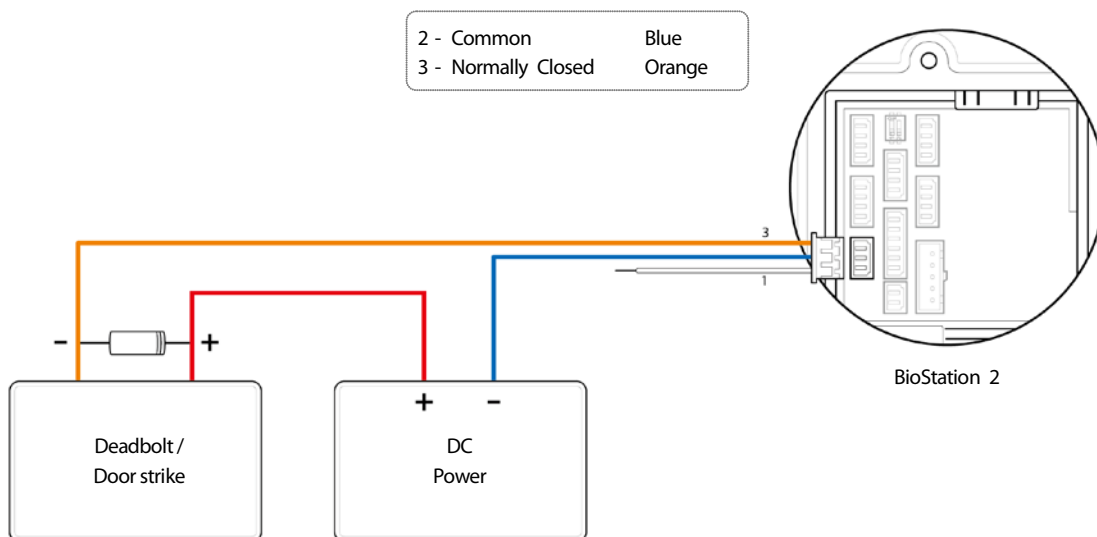 2 - Common Blue
3 - Normally Closed Orange
3
1
- +
+ -
BioStation 2
Deadbolt /
Door strike
DC
Power